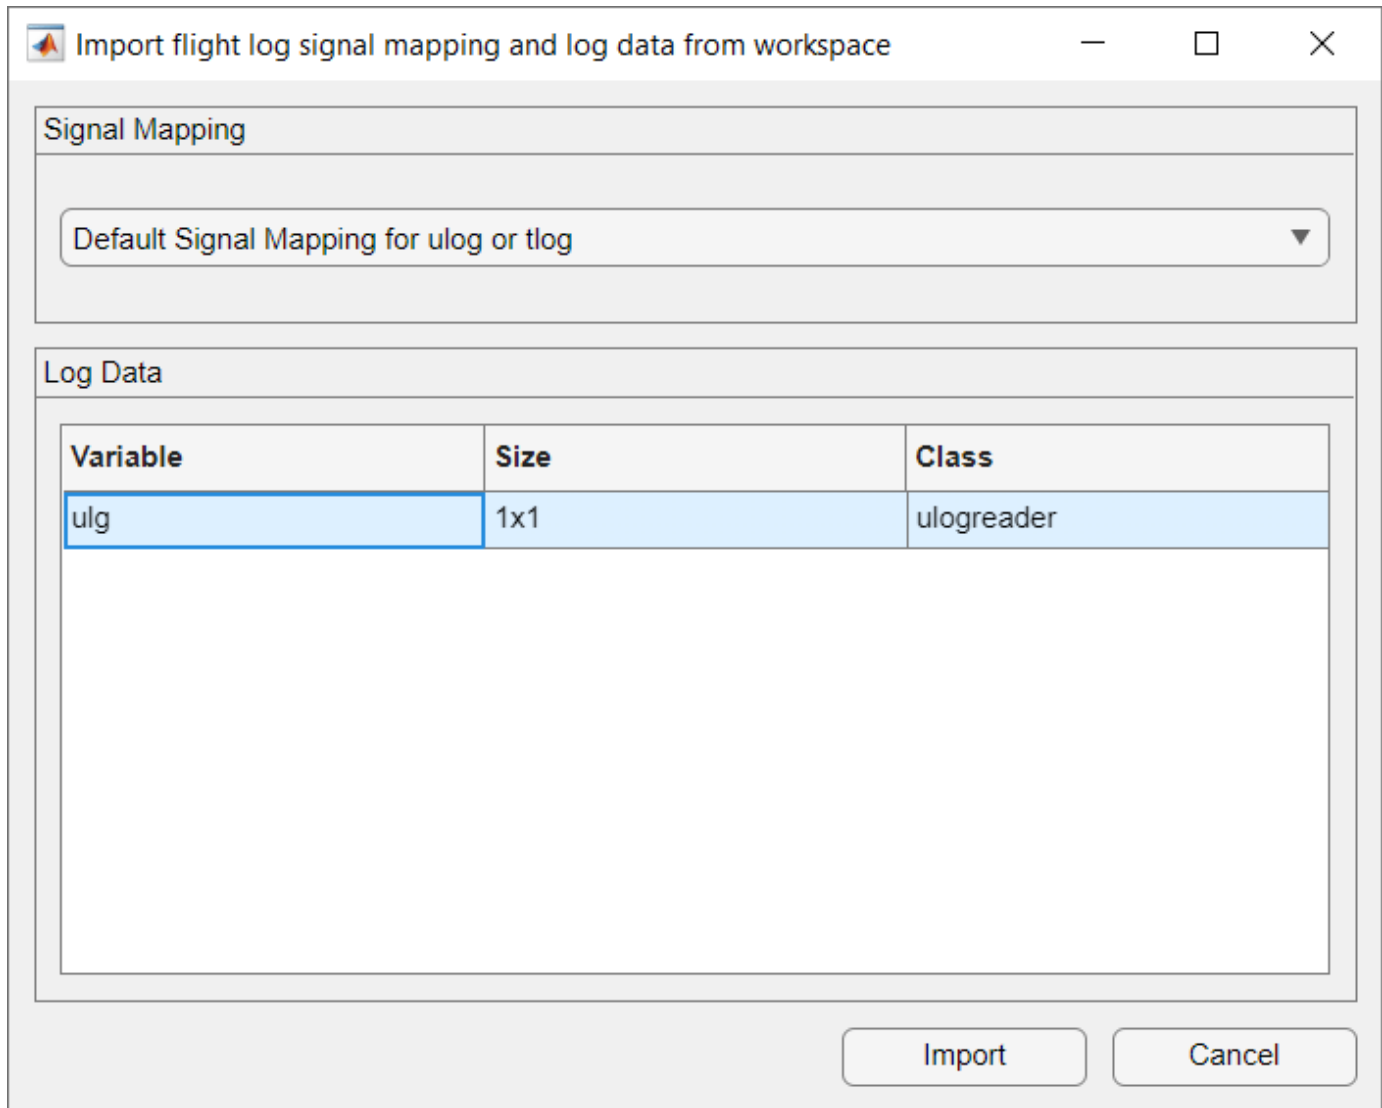 Import flight log signal mapping and log data from workspace
Signal Mapping
Default Signal Mapping for ulog or tlog
Log Data
Variable Size Class
ulg 1x1 ulogreader
Import Cancel